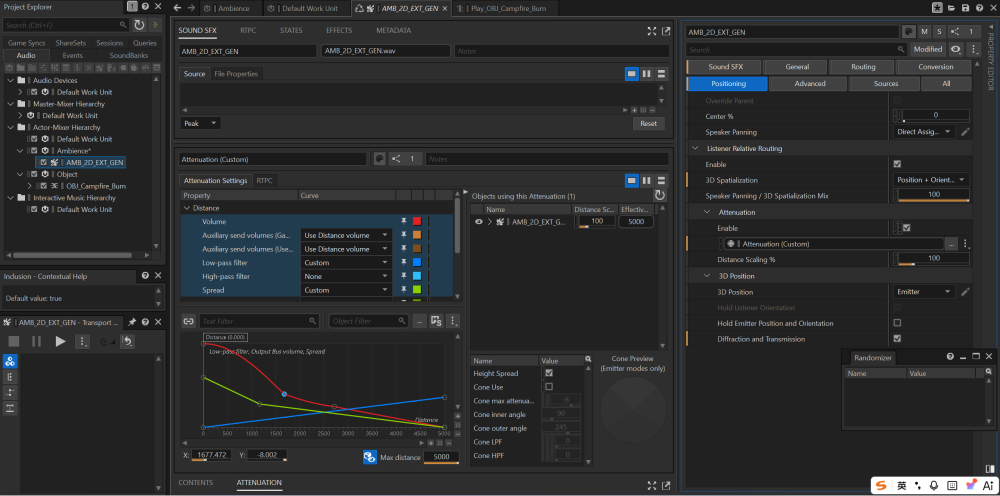 Project Explorer
1
Search (Ctrl+F)
Game Syncs
ShareSets
Sessions
Queries
Audio
Events
SoundBanks
Audio Devices
Default Work Unit
Master-Mixer Hierarchy
Default Work Unit
Actor-Mixer Hierarchy
Default Work Unit
Ambience*
AMB_2D_EXT_GEN
Object
OBJ_Campfire_Burn
Interactive Music Hierarchy
Default Work Unit
Inclusion - Contextual Help
Default value: true
AMB_2D_EXT_GEN - Transport ...
Ambience
Default Work Unit
AMB_2D_EXT_GEN
Play_OBJ_Campfire_Burn
SOUND SFX
RTPC
STATES
EFFECTS
METADATA
AMB_2D_EXT_GEN
AMB_2D_EXT_GEN.wav
Notes
Source
File Properties
Peak
Reset
Attenuation (Custom)
1
Notes
Attenuation Settings
RTPC
Property
Curve
Distance
Volume
Auxiliary send volumes (Ga...
Use Distance volume
Auxiliary send volumes (Use...
Use Distance volume
Low-pass filter
Custom
High-pass filter
None
Spread
Custom
Text Filter
Object Filter
...
Distance (0.000)
Low-pass filter, Output Bus volume, Spread
Distance
0
500
1000
1500
2000
2500
3000
3500
4000
4500
5000
X:
1677.472
Y:
-8.002
Max distance
5000
Objects using this Attenuation (1)
Name
Distance Sc...
Effectiv...
AMB_2D_EXT_G...
100
5000
Name
Value
Height Spread
Cone Use
Cone max attenua...
-6
Cone inner angle
90
Cone outer angle
245
Cone LPF
0
Cone HPF
0
Cone Preview
(Emitter modes only)
CONTENTS
ATTENUATION
AMB_2D_EXT_GEN
M
S
1
Search
Modified
Sound SFX
General
Routing
Conversion
Positioning
Advanced
Sources
All
Override Parent
Center %
0
Speaker Panning
Direct Assig...
Listener Relative Routing
Enable
3D Spatialization
Position + Orient...
Speaker Panning / 3D Spatialization Mix
100
Attenuation
Enable
Attenuation (Custom)
...
Distance Scaling %
100
3D Position
3D Position
Emitter
Hold Listener Orientation
Hold Emitter Position and Orientation
Diffraction and Transmission
PROPERTY EDITOR
Randomizer
Name
Value
S
英